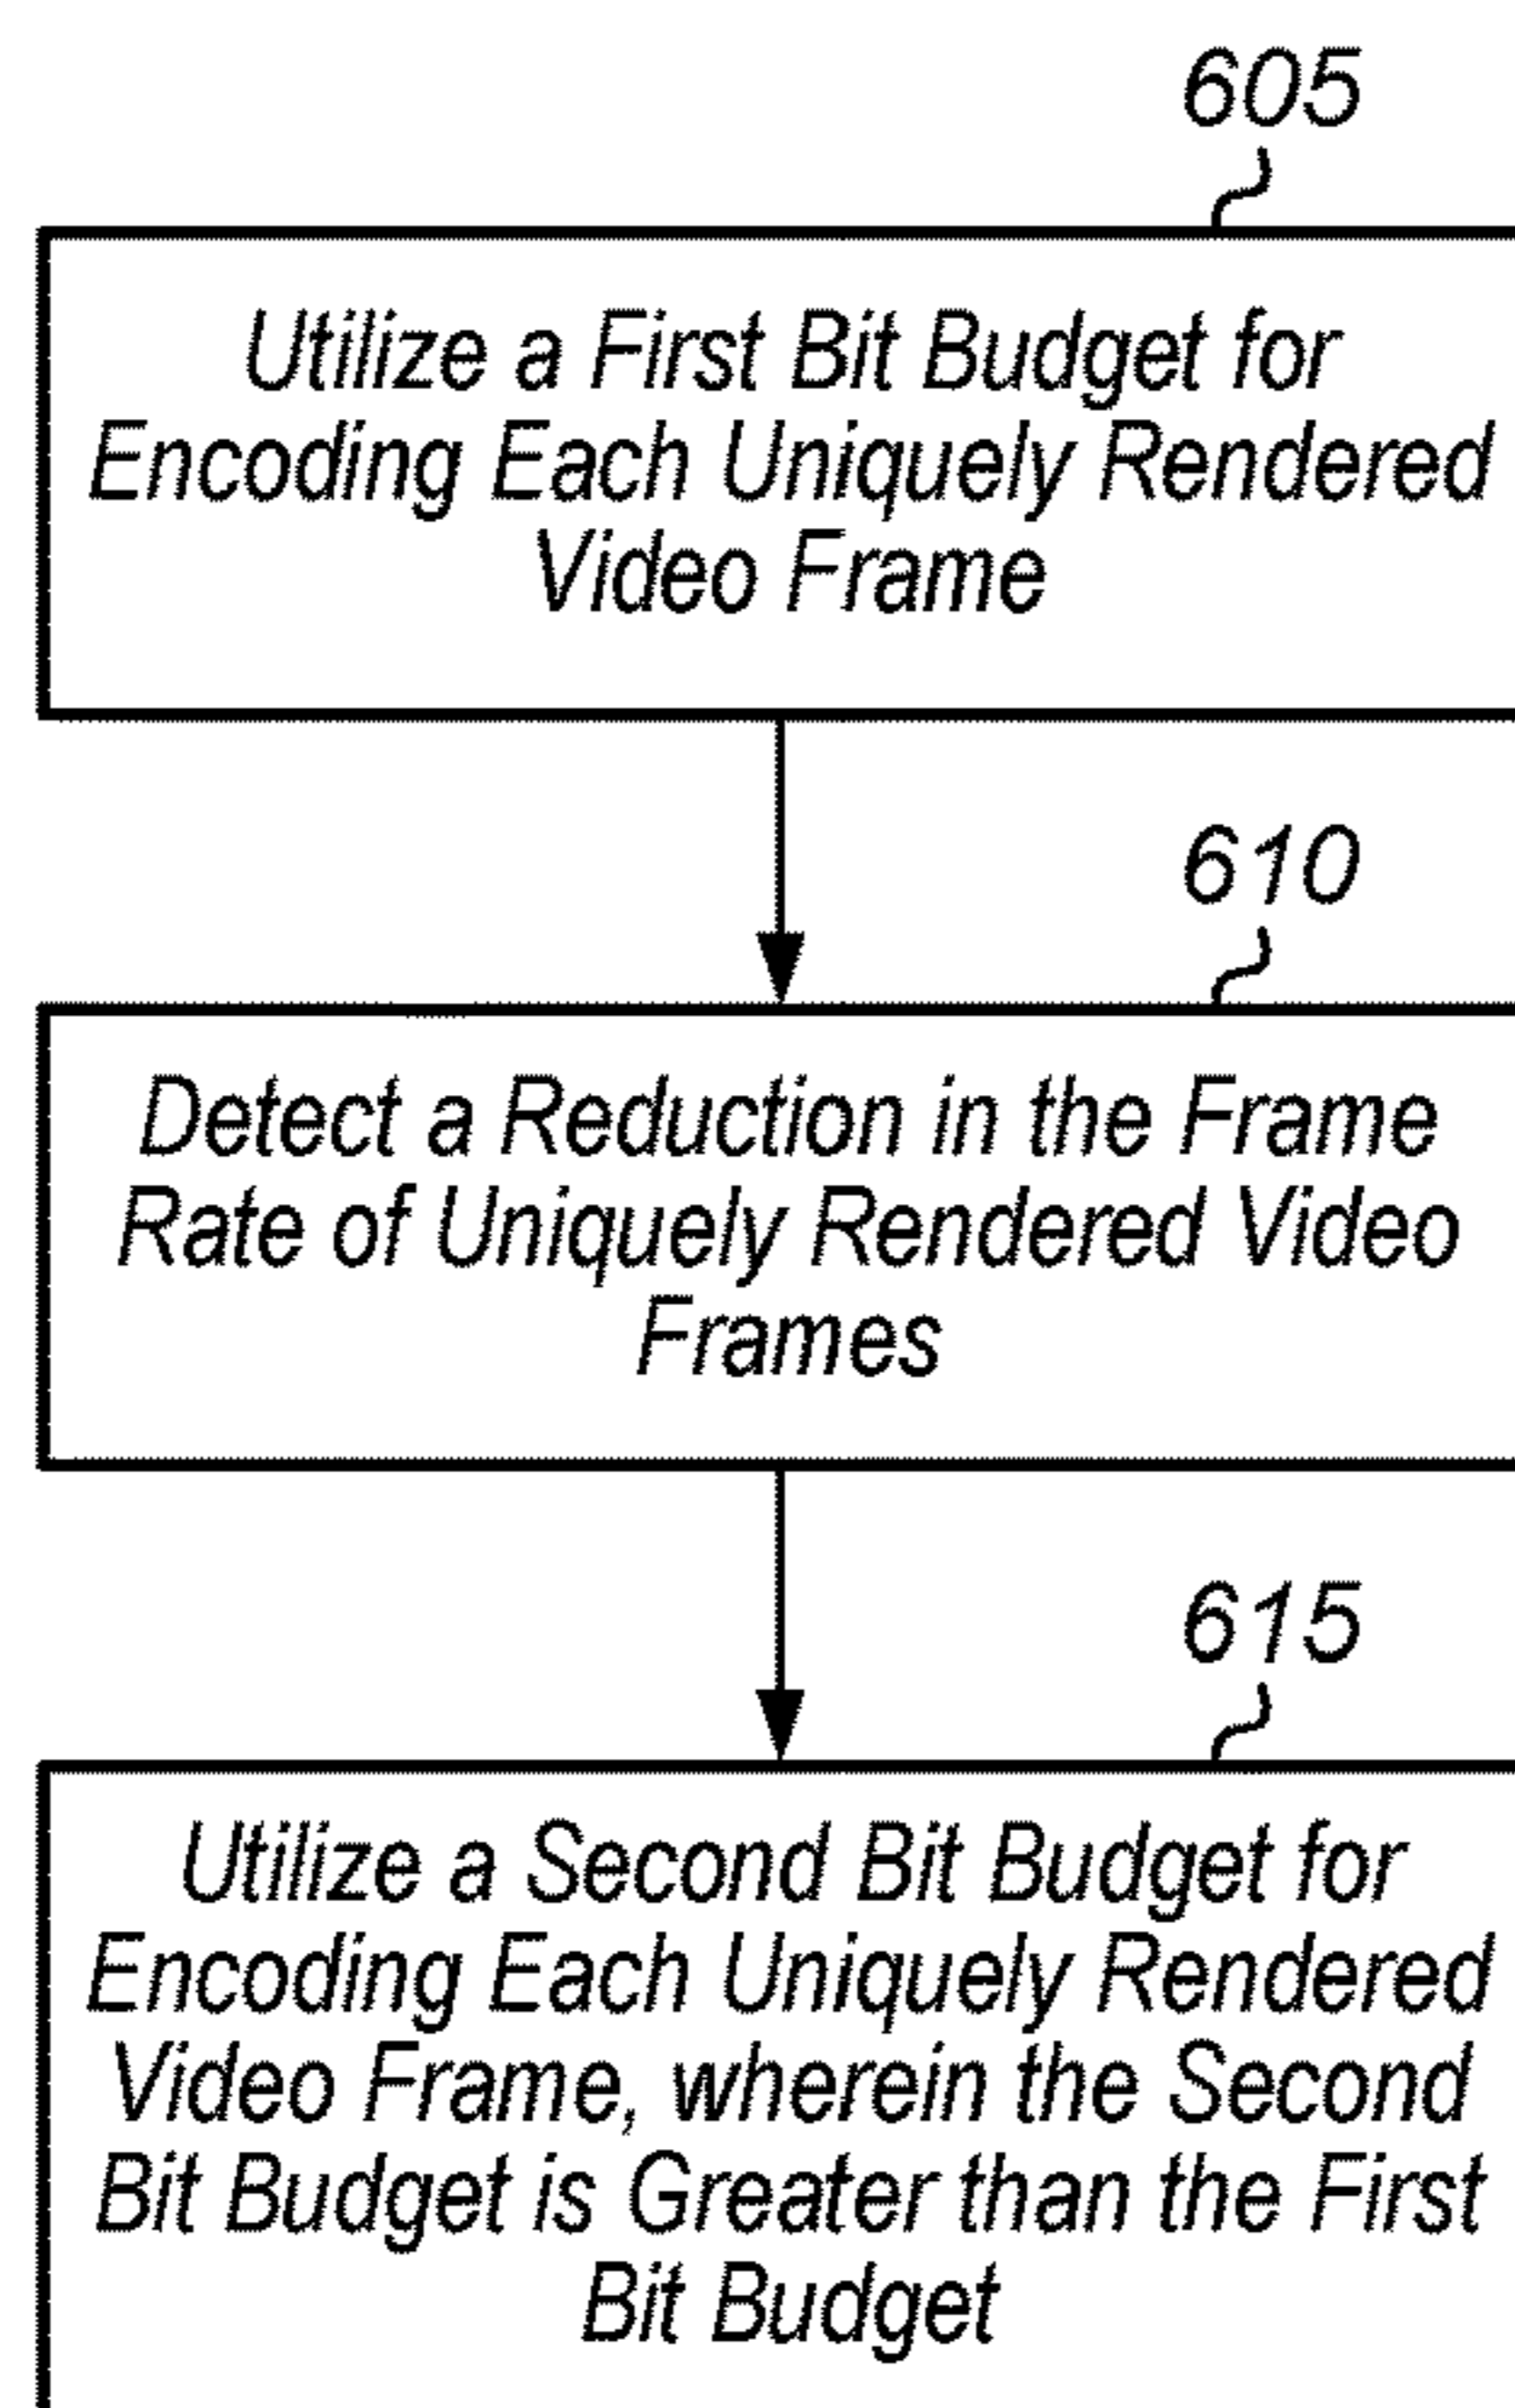 605
Utilize a First Bit Budget for
Encoding Each Uniquely Rendered
Video Frame
610
Detect a Reduction in the Frame
Rate of Uniquely Rendered Video
Frames
615
Utilize a Second Bit Budget for
Encoding Each Uniquely Rendered
Video Frame, wherein the Second
Bit Budget is Greater than the First
Bit Budget